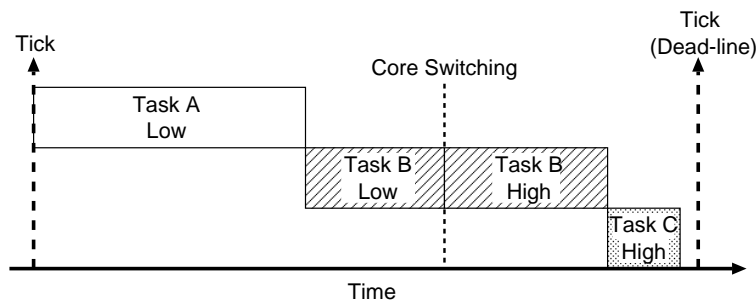 Tick
Tick
(Dead-line)
Core Switching
Task A
Low
Task B
Low
Task B
High
Task C
High
Time